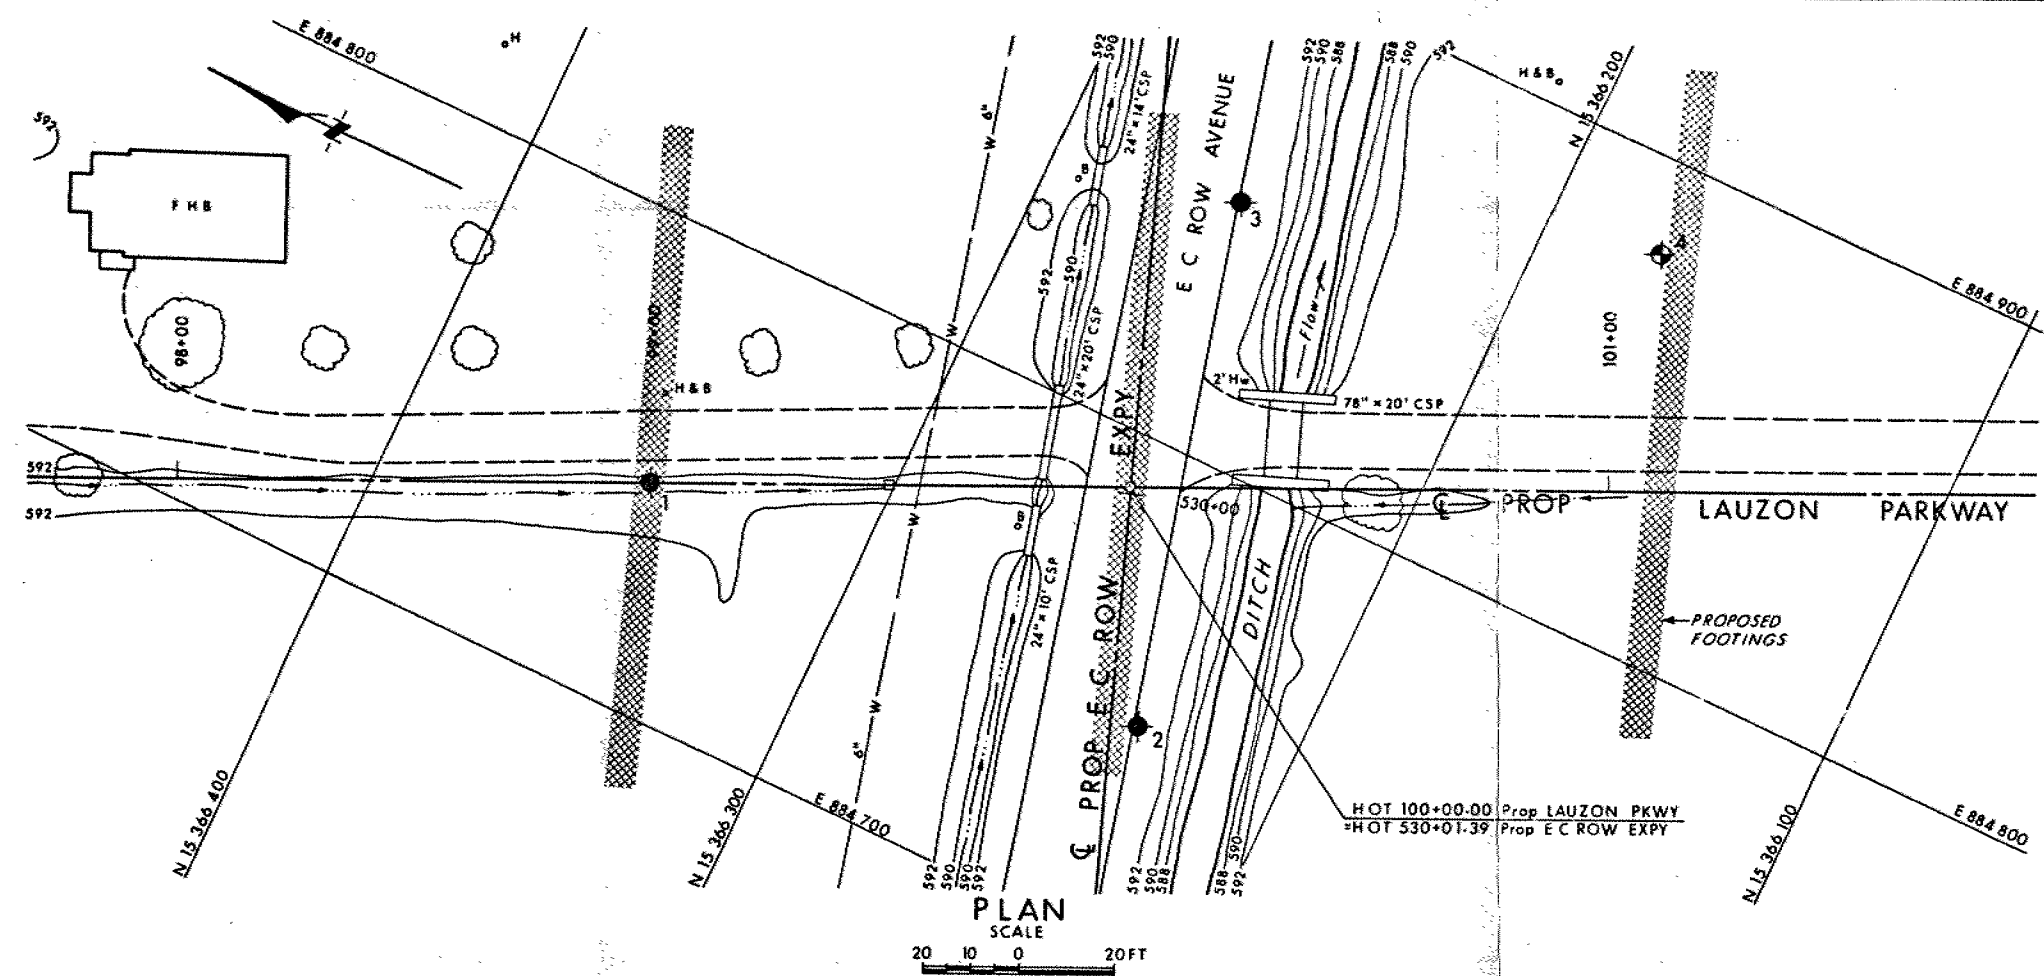 E 884 800
H
592
F H B
98+00
99+00
H & B
W 6"
W
W
W
6"
592
590
24" × 14' CSP
B
592
590
24" × 20' CSP
E C ROW AVENUE
3
592
590
588
588
590
592
H & B
N 15 366 200
4
E 884 900
101+00
Flow
2' Hw
78" × 20' CSP
592
592
1
B
24" × 10' CSP
530+00
℄ PROP LAUZON PARKWAY
DITCH
PROPOSED
FOOTINGS
℄ PROP E C ROW EXPY
2
N 15 366 400
N 15 366 300
E 884 700
HOT 100+00.00 Prop LAUZON PKWY
=HOT 530+01.39 Prop E C ROW EXPY
N 15 366 100
E 884 800
592
590
590
592
592
590
588
588
592
590
PLAN
SCALE
20 10 0 20 FT